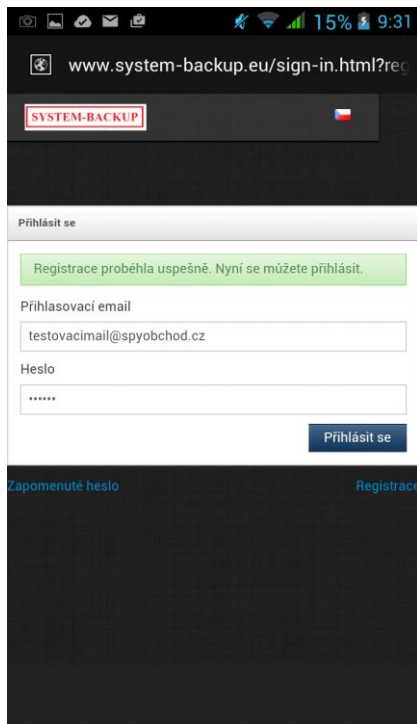 15% 9:31
www.system-backup.eu/sign-in.html?reg
SYSTEM-BACKUP
Přihlásit se
Registrace proběhla uspešně. Nyní se můžete přihlásit.
Přihlasovací email
testovacimail@spyobchod.cz
Heslo
••••••
Přihlásit se
Zapomenuté heslo Registrace